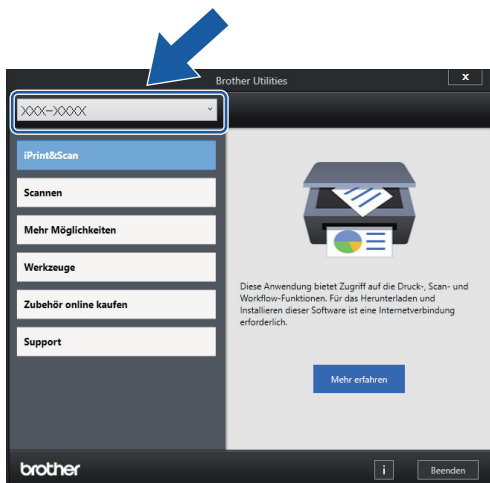 Brother Utilities
x
XXX-XXXX
iPrint&Scan
Scannen
Mehr Möglichkeiten
Werkzeuge
Zubehör online kaufen
Support
Diese Anwendung bietet Zugriff auf die Druck-, Scan- und
Workflow-Funktionen. Für das Herunterladen und
Installieren dieser Software ist eine Internetverbindung
erforderlich.
Mehr erfahren
brother
i
Beenden